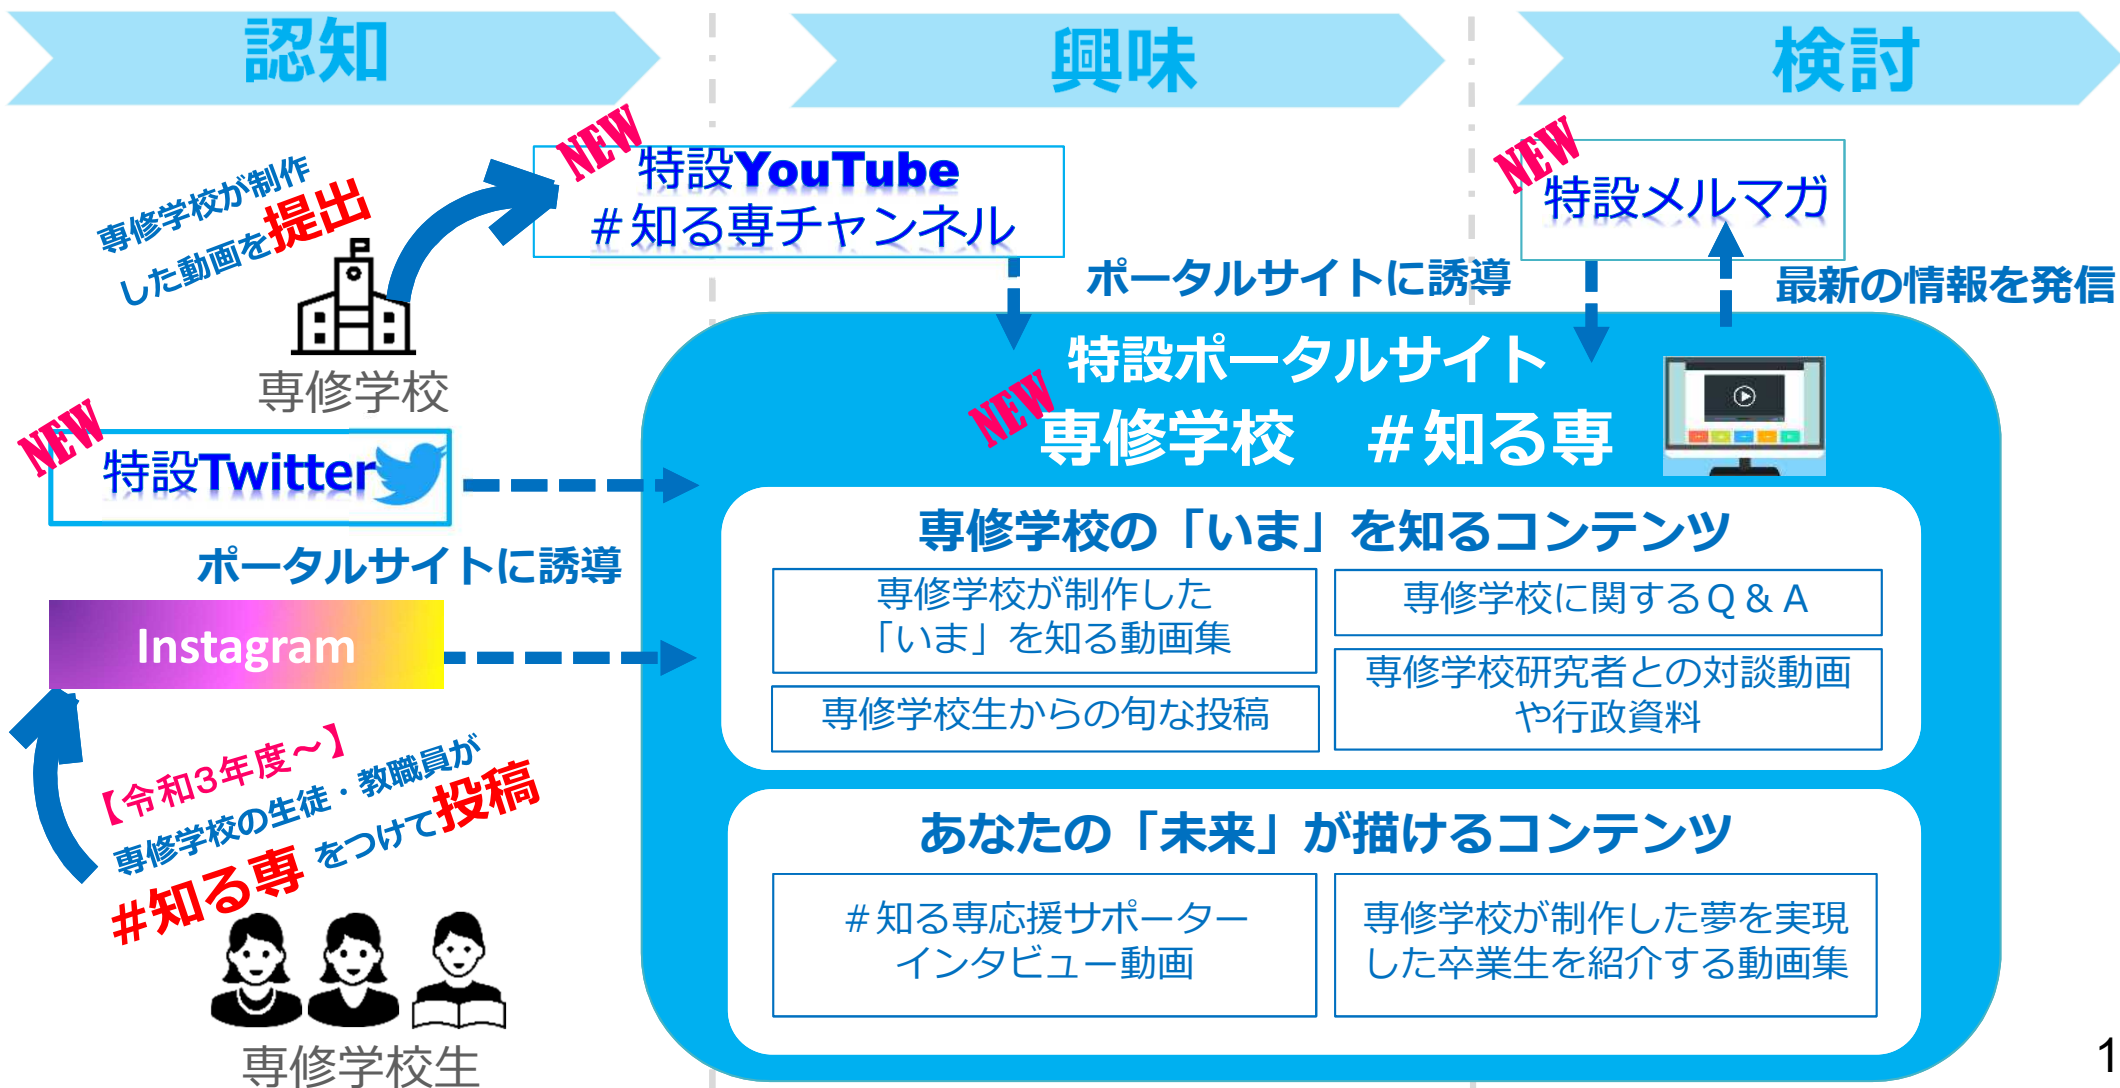 認知
興味
検討
専修学校が制作
した動画を提出
専修学校
NEW
特設YouTube
＃知る専チャンネル
NEW
特設メルマガ
ポータルサイトに誘導
最新の情報を発信
NEW
特設Twitter
ポータルサイトに誘導
Instagram
【令和3年度～】
専修学校の生徒・教職員が
#知る専 をつけて投稿
専修学校生
特設ポータルサイト
NEW
専修学校　＃知る専
専修学校の「いま」を知るコンテンツ
専修学校が制作した
「いま」を知る動画集
専修学校生からの旬な投稿
専修学校に関するＱ＆Ａ
専修学校研究者との対談動画
や行政資料
あなたの「未来」が描けるコンテンツ
＃知る専応援サポーター
インタビュー動画
専修学校が制作した夢を実現
した卒業生を紹介する動画集
1